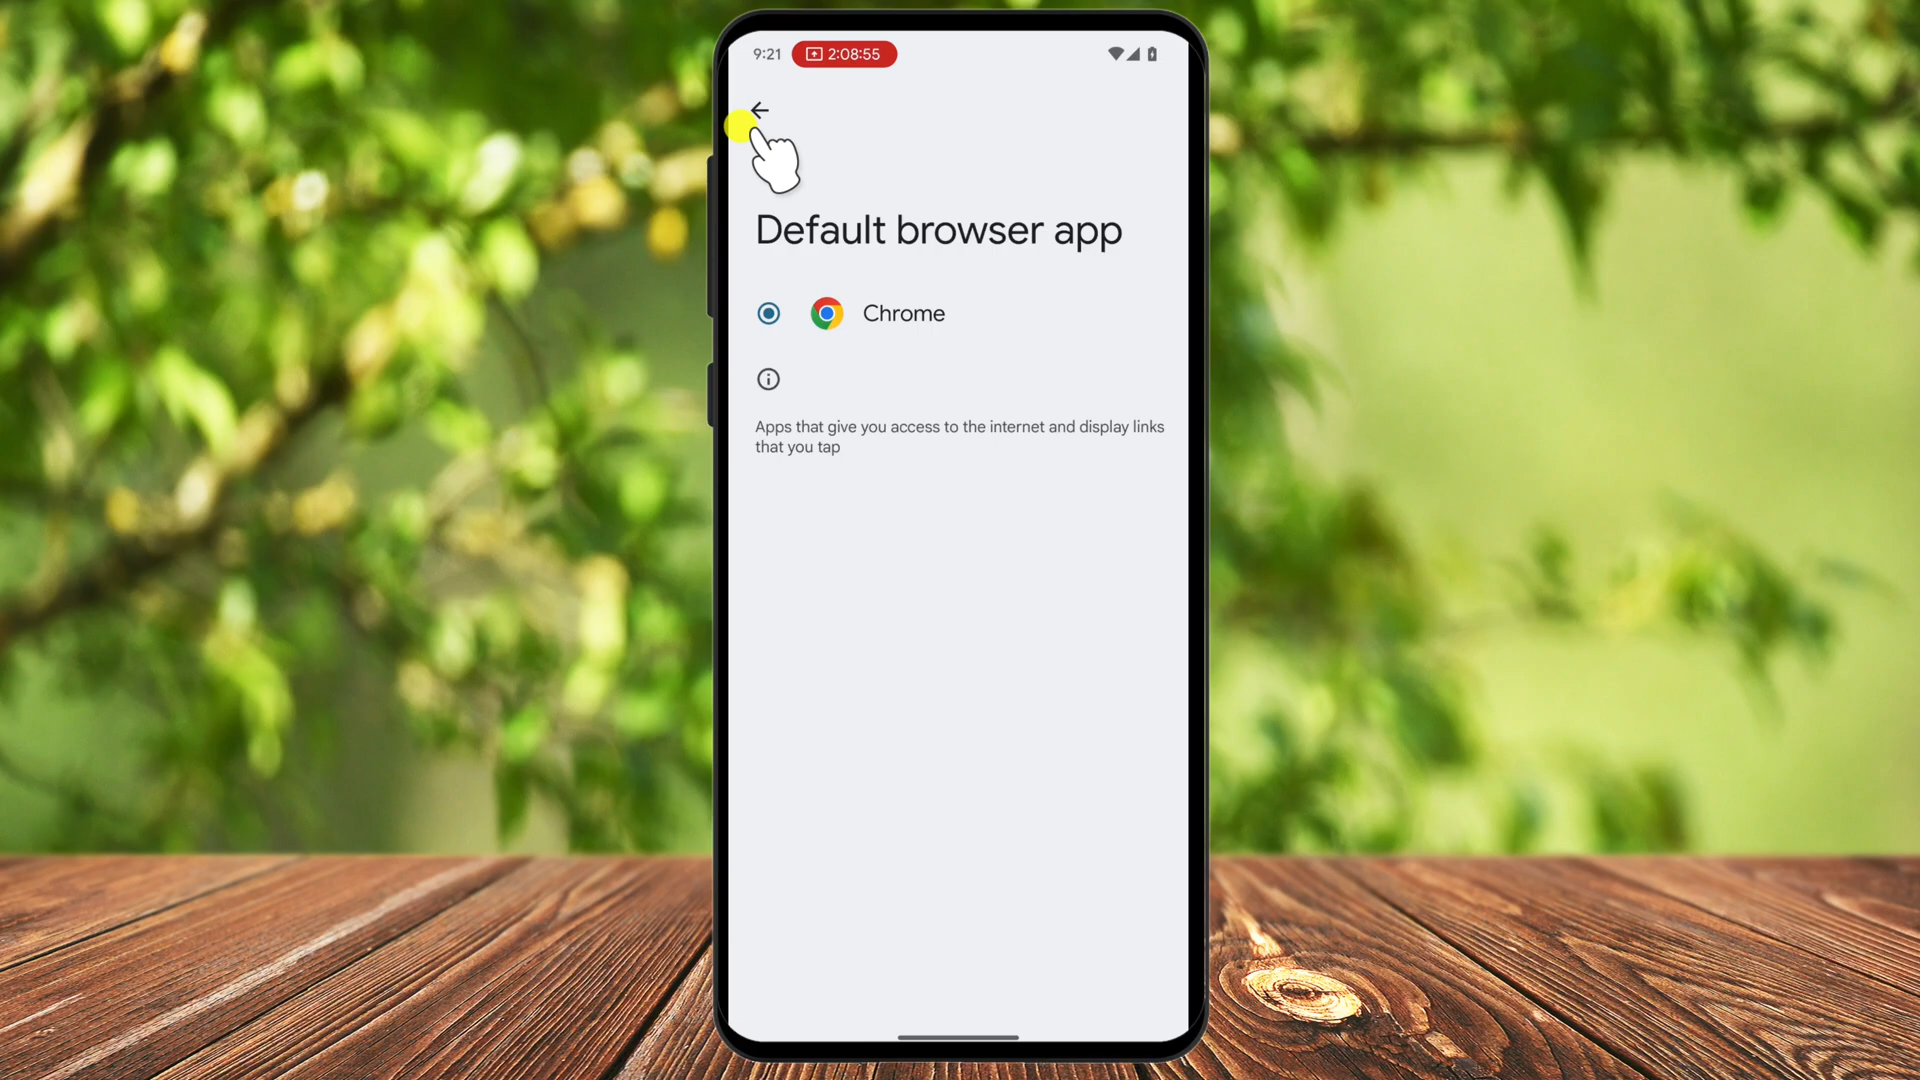 9:21 2:08:55
Default browser app
Chrome
Apps that give you access to the internet and display links
that you tap